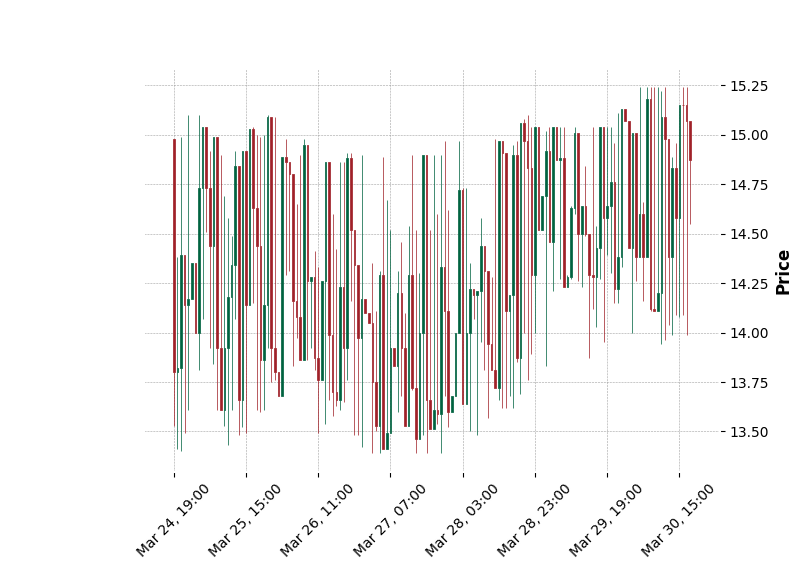 15.25
15.00
14.75
14.50
14.25
14.00
13.75
13.50
Price
Mar 24, 19:00
Mar 25, 15:00
Mar 26, 11:00
Mar 27, 07:00
Mar 28, 03:00
Mar 28, 23:00
Mar 29, 19:00
Mar 30, 15:00